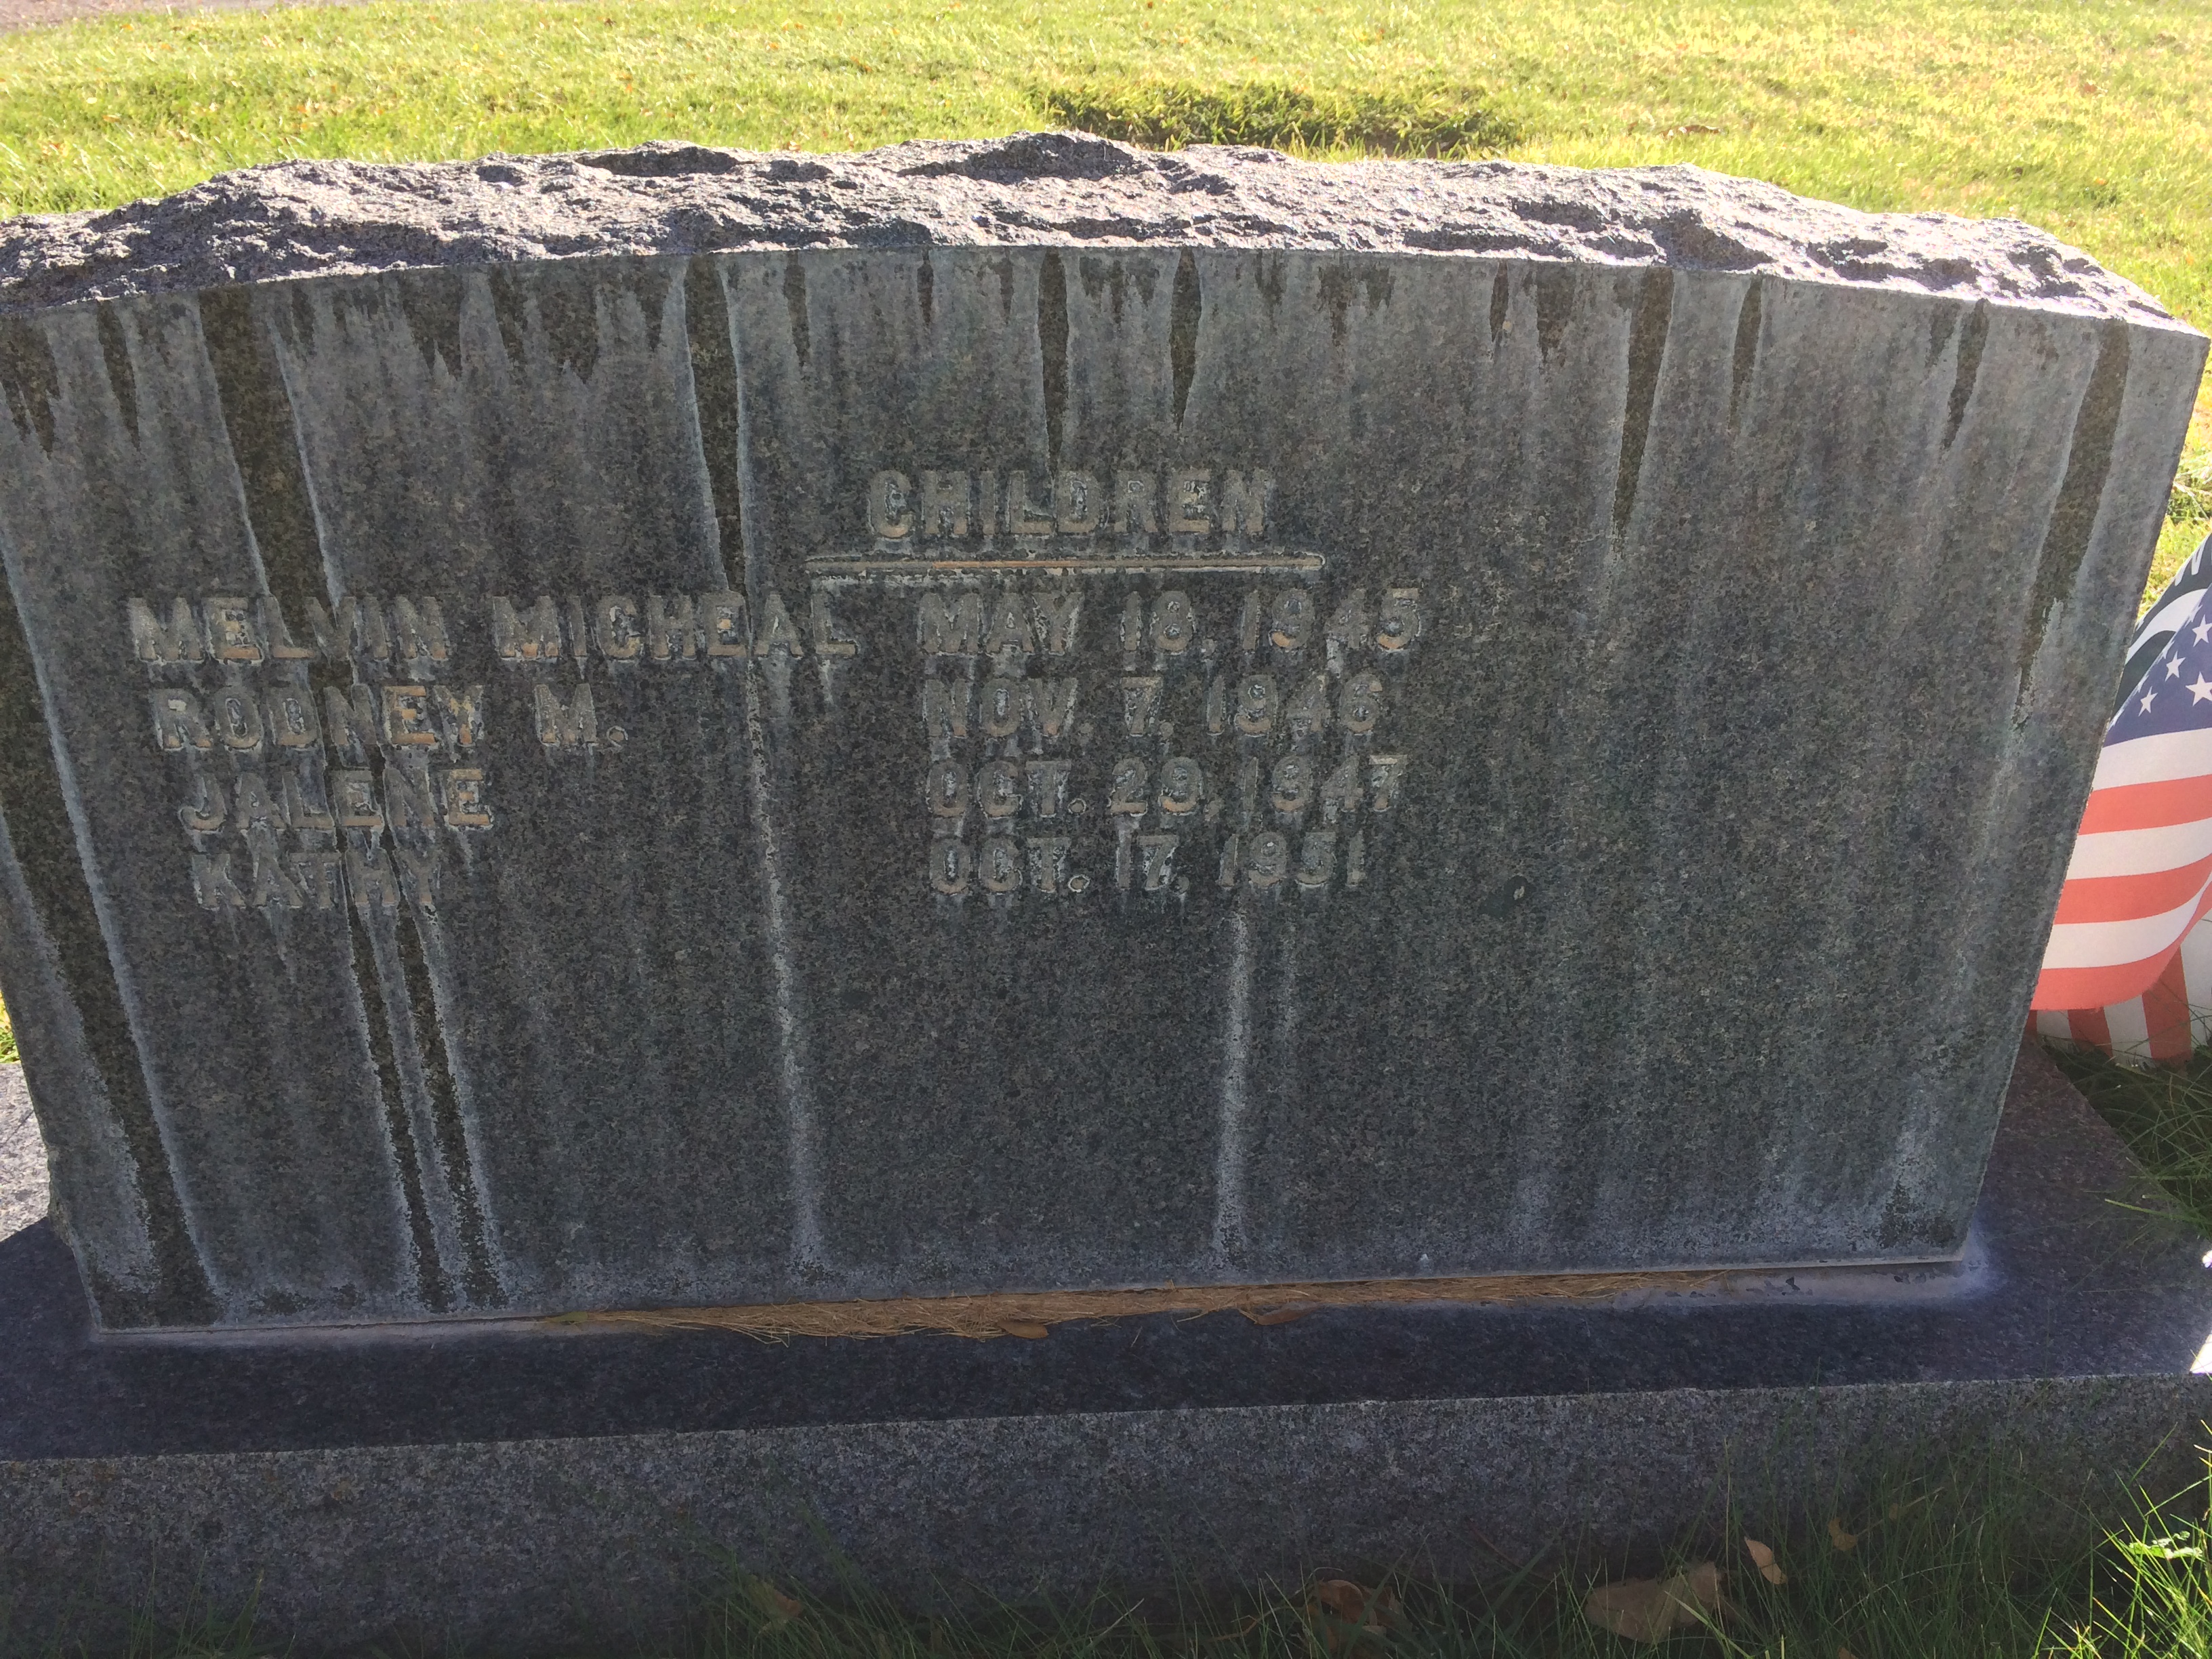 CHILDREN
MELVIN MICHEAL MAY 18, 1945
RODNEY M. NOV. 7, 1946
JALENE OCT. 29, 1947
KATHY OCT. 17, 1951